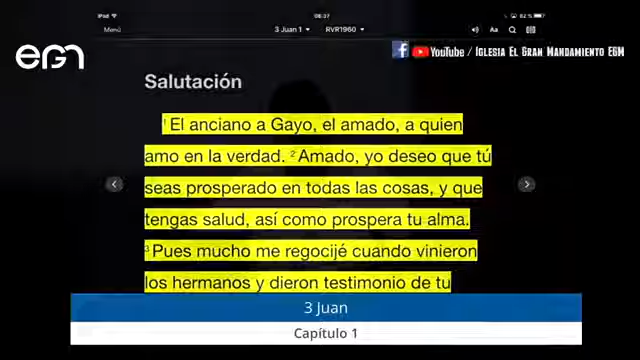 iPad
08:37
82 %
Menú
3 Juan 1
RVR1960
Aa
EGM
YouTube / Iglesia El Gran Mandamiento EGM
Salutación
1 El anciano a Gayo, el amado, a quien
amo en la verdad. 2 Amado, yo deseo que tú
seas prosperado en todas las cosas, y que
tengas salud, así como prospera tu alma.
3 Pues mucho me regocijé cuando vinieron
los hermanos y dieron testimonio de tu
3 Juan
Capítulo 1